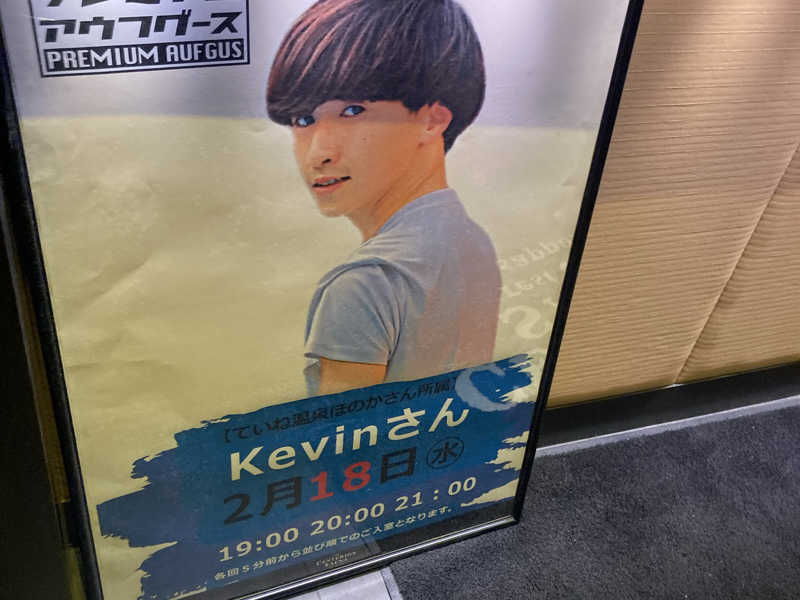 アウフグース
PREMIUM AUFGUS
【ていね温泉ほのかさん所属】
Kevinさん
2月18日㊌
19:00 20:00 21:00
各回5分前から並び順でのご入室となります。
CENTURION
SAUNA